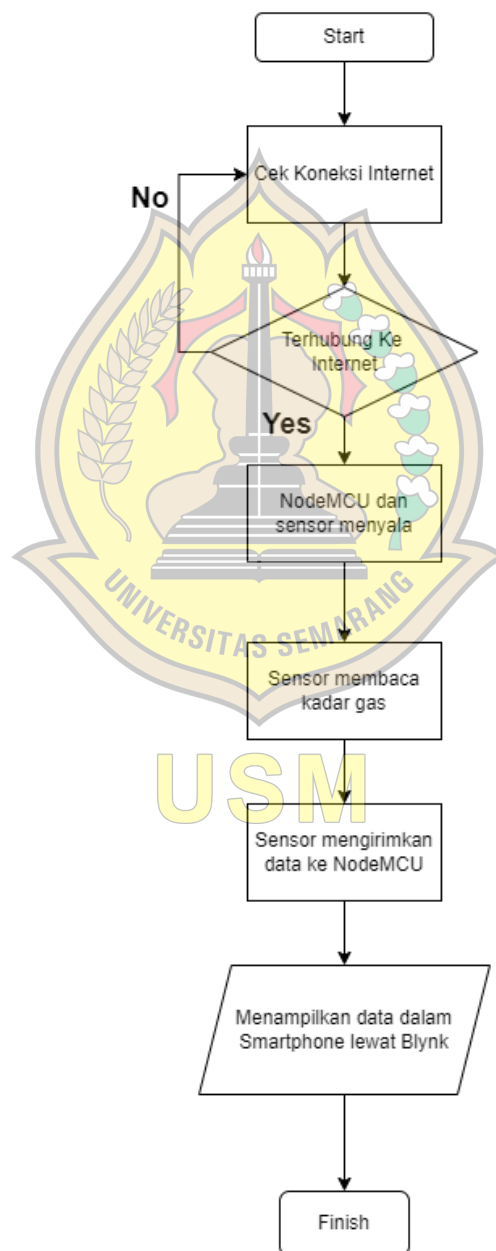 Start
Cek Koneksi Internet
No
Terhubung Ke
Internet
Yes
NodeMCU dan
sensor menyala
UNIVERSITAS SEMARANG
Sensor membaca
kadar gas
USM
Sensor mengirimkan
data ke NodeMCU
Menampilkan data dalam
Smartphone lewat Blynk
Finish